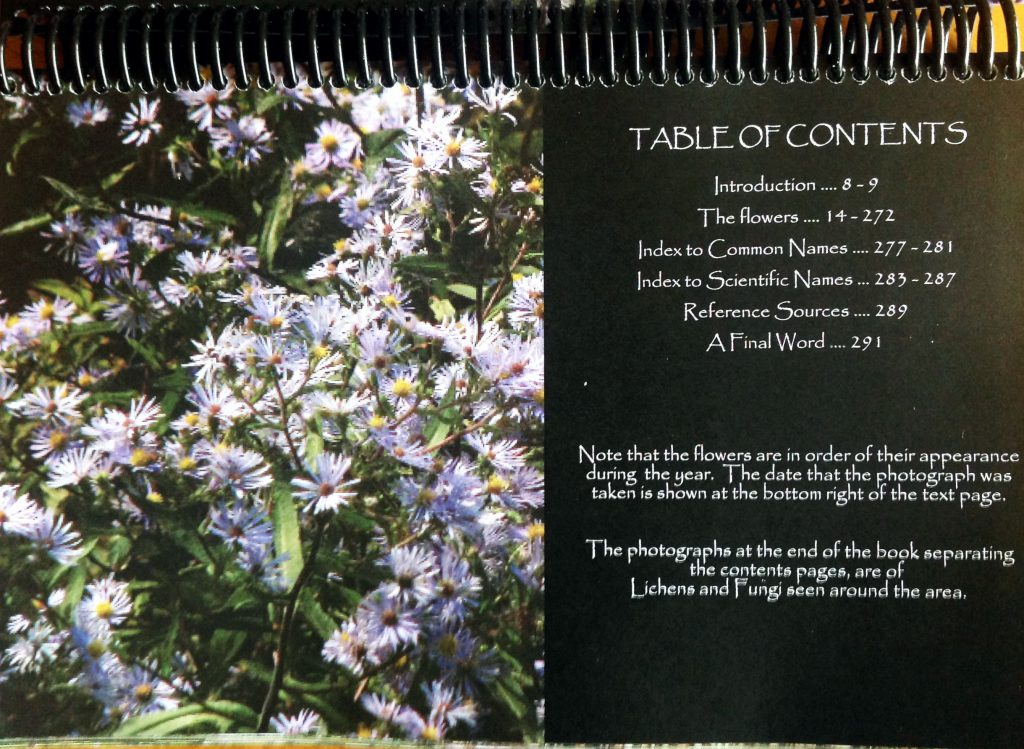 TABLE OF CONTENTS
Introduction .... 8 - 9
The flowers .... 14 - 272
Index to Common Names .... 277 - 281
Index to Scientific Names ... 283 - 287
Reference Sources .... 289
A Final Word .... 291
Note that the flowers are in order of their appearance
during the year. The date that the photograph was
taken is shown at the bottom right of the text page.
The photographs at the end of the book separating
the contents pages, are of
Lichens and Fungi seen around the area.